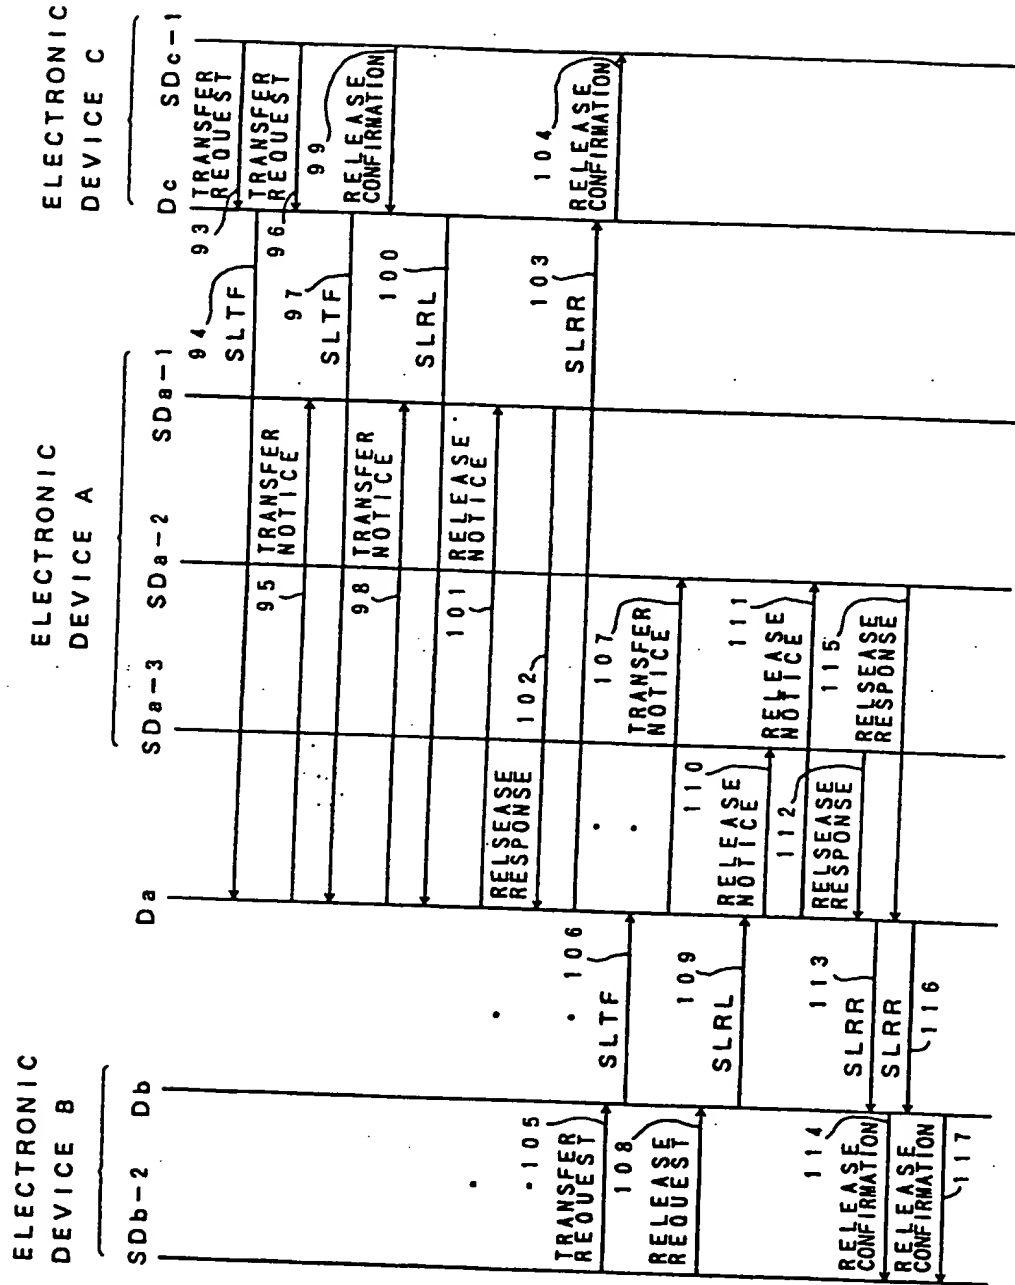 ELECTRONIC
DEVICE B
SDb-2
Db
ELECTRONIC
DEVICE A
Da
SDa-3
SDa-2
SDa-1
ELECTRONIC
DEVICE C
Dc
SDc-1
93
TRANSFER
REQUEST
94
SLTF
95
TRANSFER
NOTICE
96
TRANSFER
REQUEST
97
SLTF
98
TRANSFER
NOTICE
99
RELEASE
CONFIRMATION
100
SLRL
101
RELEASE
NOTICE
102
RELSEASE
RESPONSE
103
SLRR
104
RELEASE
CONFIRMATION
105
TRANSFER
REQUEST
106
SLTF
107
TRANSFER
NOTICE
108
RELEASE
REQUEST
109
SLRL
110
RELEASE
NOTICE
111
RELEASE
NOTICE
112
RELSEASE
RESPONSE
113
SLRR
114
RELEASE
CONFIRMATION
115
RELSEASE
RESPONSE
116
SLRR
117
RELEASE
CONFIRMATION